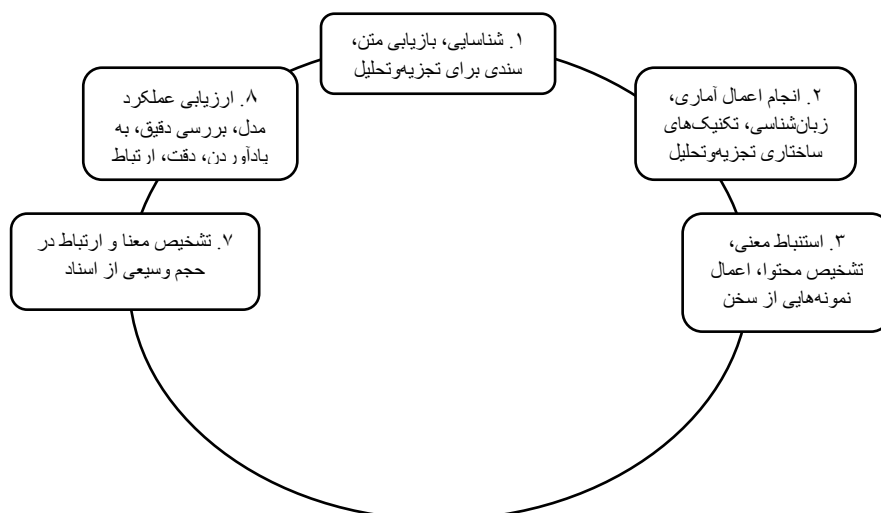 ۱. شناسایی، بازیابی متن،
سندی برای تجزیه‌وتحلیل
۲. انجام اعمال آماری،
زبان‌شناسی، تکنیک‌های
ساختاری تجزیه‌وتحلیل
۳. استنباط معنی،
تشخیص محتوا، اعمال
نمونه‌هایی از سخن
۷. تشخیص معنا و ارتباط در
حجم وسیعی از اسناد
۸. ارزیابی عملکرد
مدل، بررسی دقیق، به
یادآوردن، دقت، ارتباط